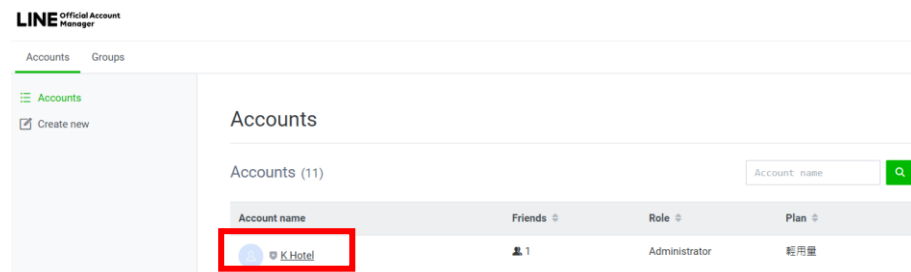 LINE Official Account Manager
Accounts Groups
Accounts
Create new
Accounts
Accounts (11)
Account name
Account name Friends Role Plan
K Hotel 1 Administrator 輕用量